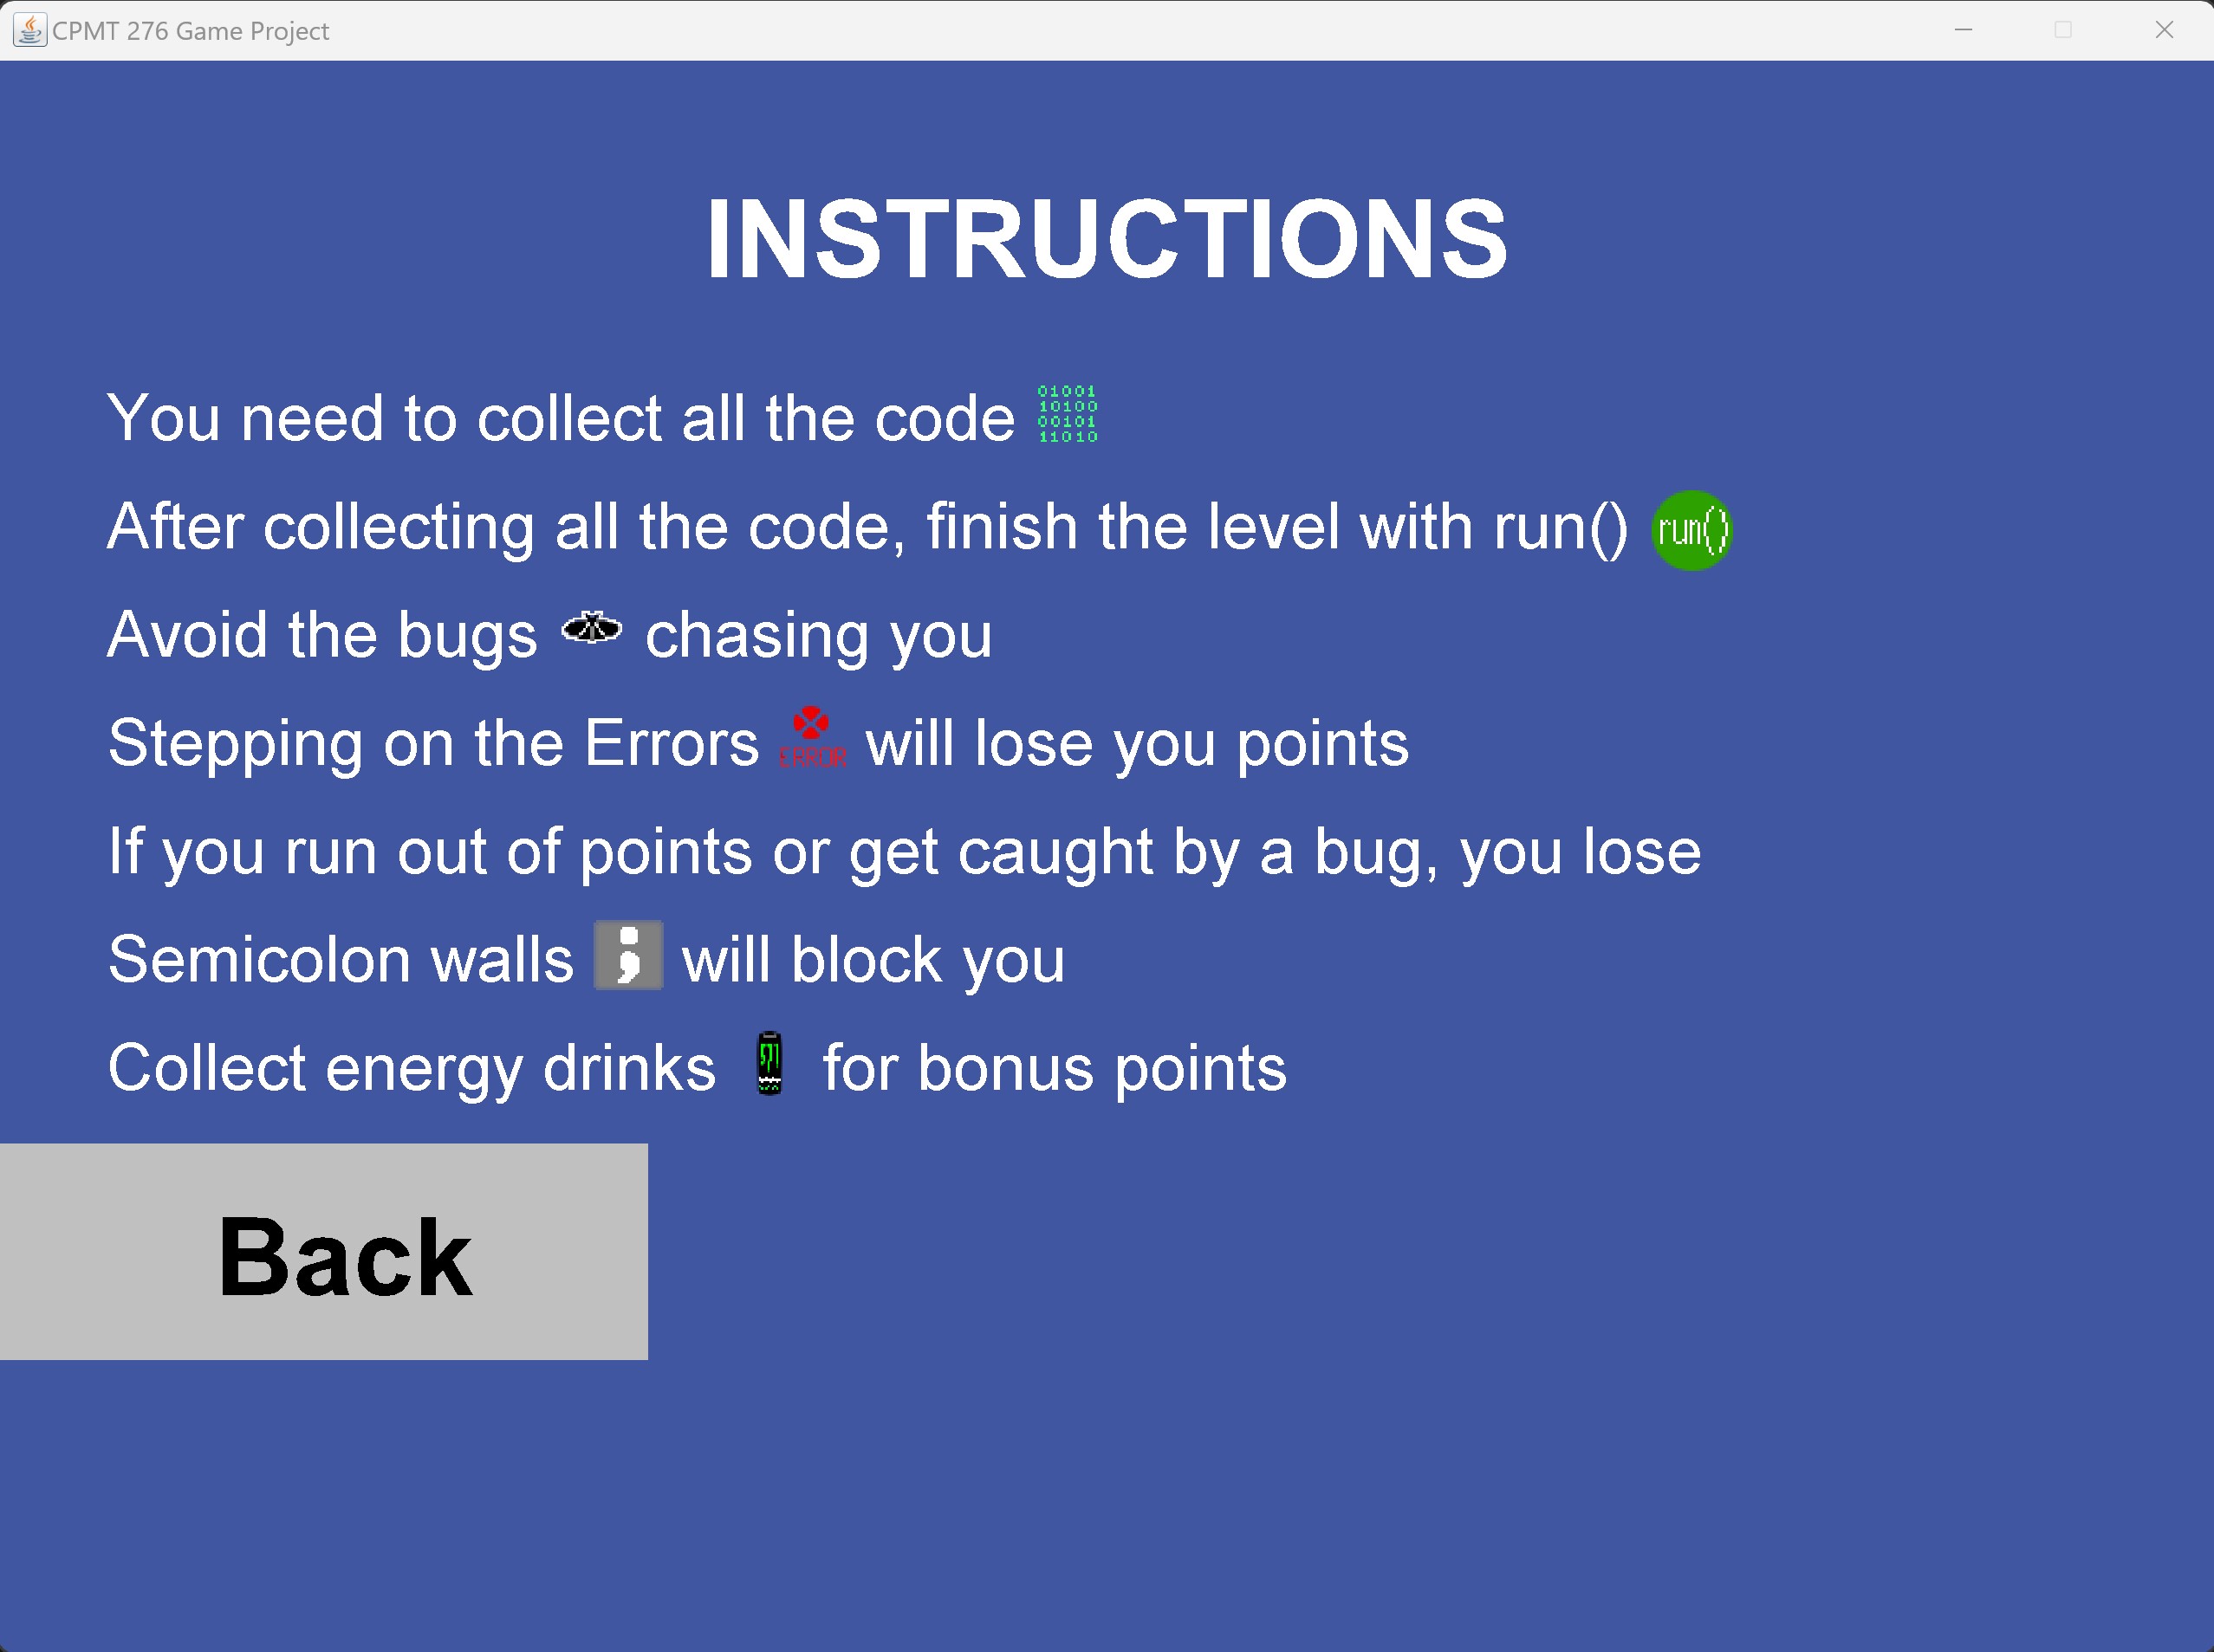 CPMT 276 Game Project
INSTRUCTIONS
You need to collect all the code
01001
10100
00101
11010
After collecting all the code, finish the level with run() run()
Avoid the bugs chasing you
Stepping on the Errors ERROR will lose you points
If you run out of points or get caught by a bug, you lose
Semicolon walls ; will block you
Collect energy drinks for bonus points
Back